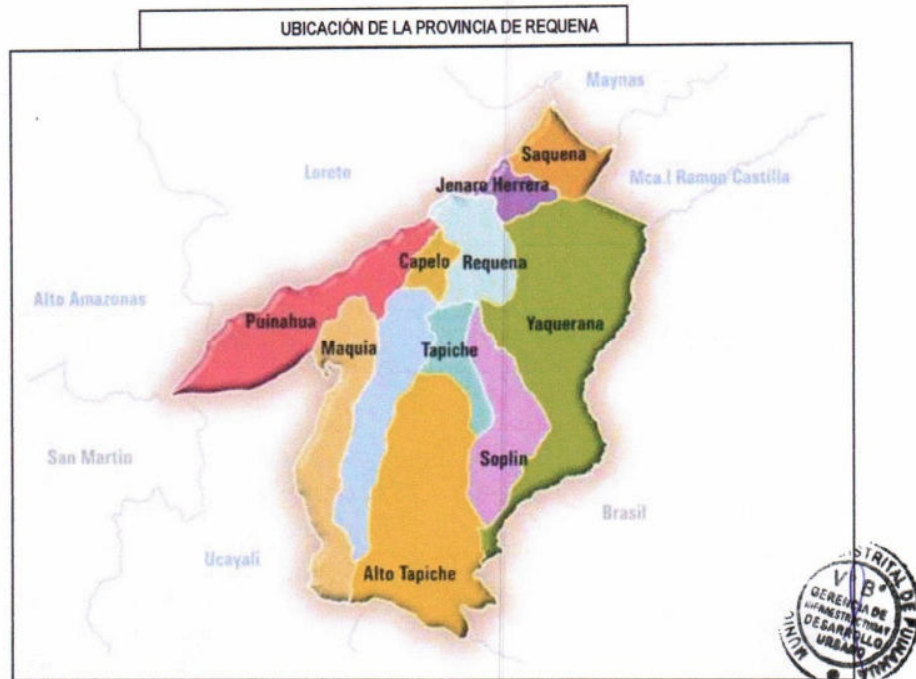 UBICACIÓN DE LA PROVINCIA DE REQUENA
Maynas
Saquena
Loreto
Jenaro Herrera
Mca.l Ramon Castilla
Capelo
Requena
Alto Amazonas
Puinahua
Yaquerana
Maquia
Tapiche
San Martin
Soplin
Brasil
Ucayali
Alto Tapiche
V B°
GERENCIA DE
INFRAESTRUCTURA Y
DESARROLLO
URBANO